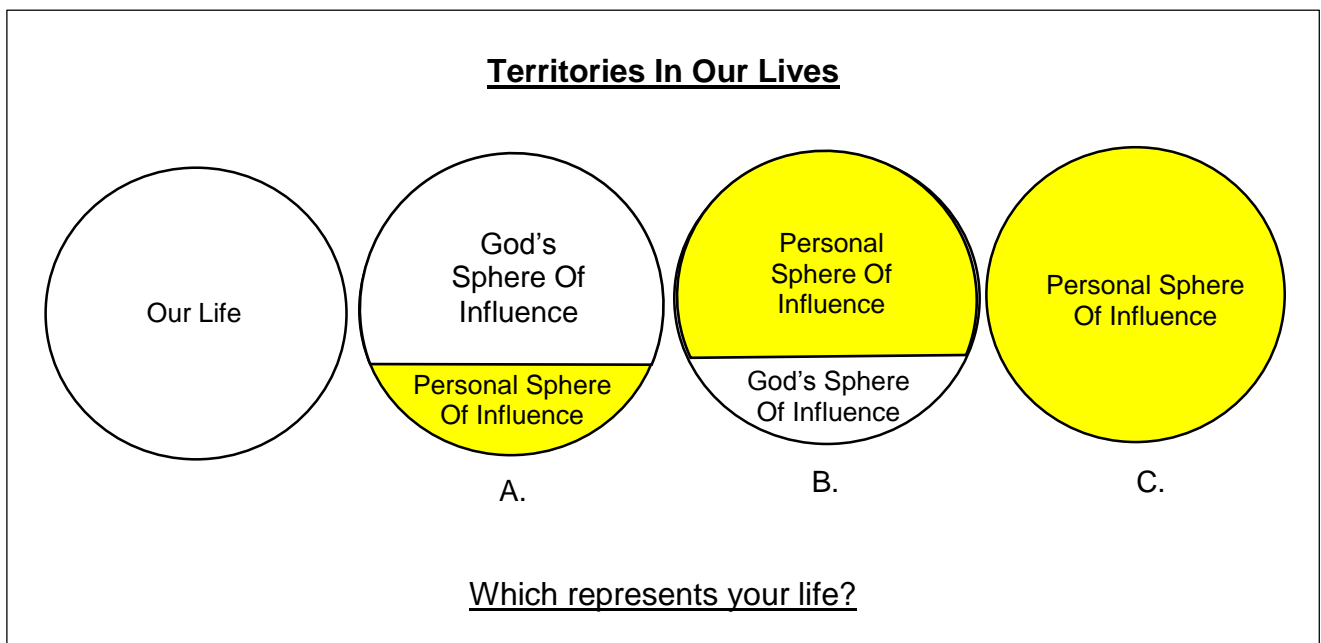 Territories In Our Lives
Our Life
God’s
Sphere Of
Influence
Personal Sphere
Of Influence
A.
Personal
Sphere Of
Influence
God’s Sphere
Of Influence
B.
Personal Sphere
Of Influence
C.
Which represents your life?